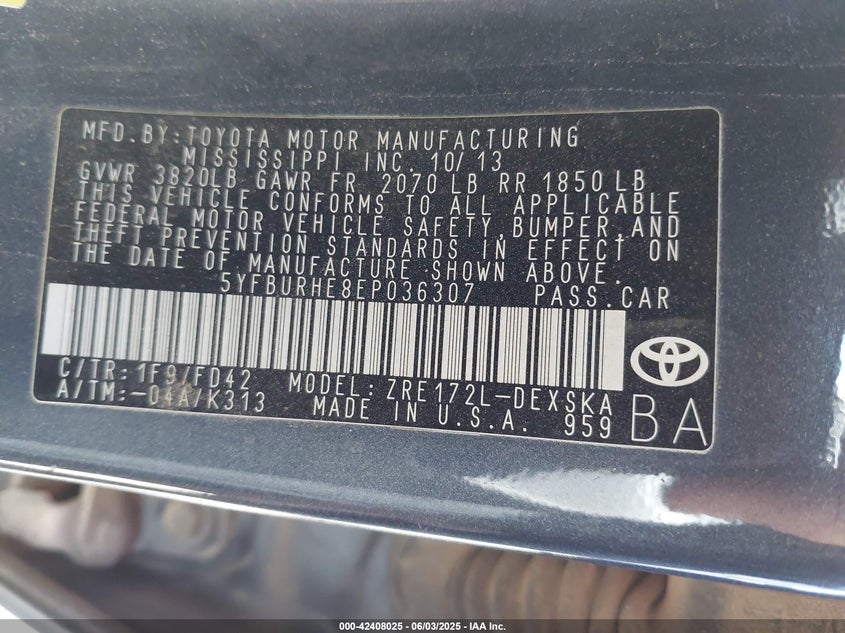 MFD.BY:TOYOTA MOTOR MANUFACTURING
MISSISSIPPI INC. 10/13
GVWR 3820LB GAWR FR 2070 LB RR 1850 LB
THIS VEHICLE CONFORMS TO ALL APPLICABLE
FEDERAL MOTOR VEHICLE SAFETY,BUMPER,AND
THEFT PREVENTION STANDARDS IN EFFECT ON
THE DATE OF MANUFACTURE SHOWN ABOVE.
5YFBURHE8EP036307 PASS.CAR
C/TR:1F9/FD42 MODEL:ZRE172L-DEXSKA
A/TM:-04A/K313 MADE IN U.S.A. 959
BA
000-42408025 - 06/03/2025 - IAA Inc.